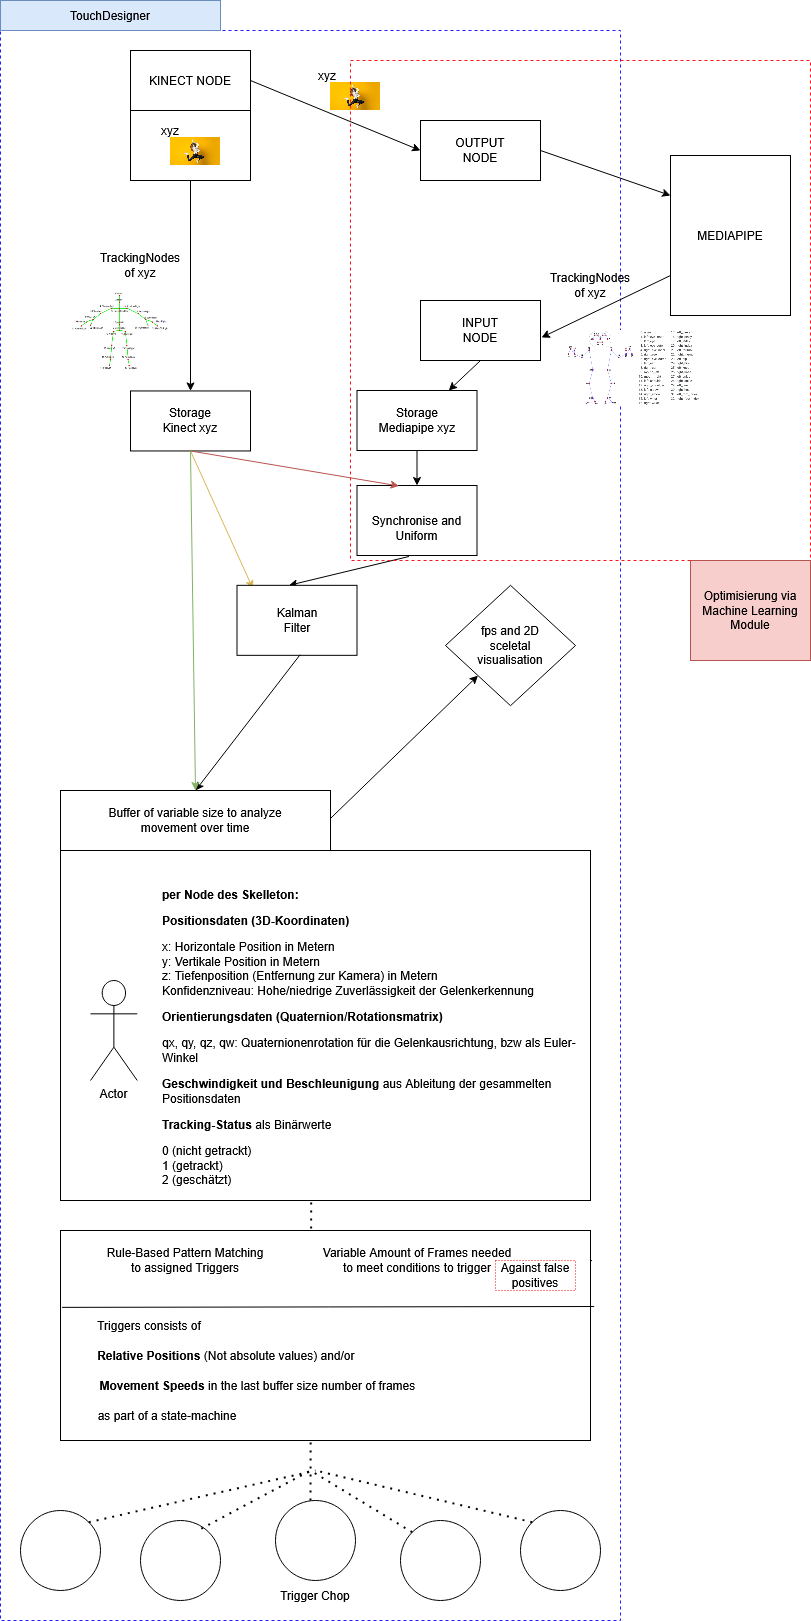 TouchDesigner
KINECT NODE
xyz
xyz
OUTPUT
NODE
MEDIAPIPE
TrackingNodes
of xyz
TrackingNodes
of xyz
INPUT
NODE
Storage
Kinect xyz
Storage
Mediapipe xyz
Synchronise and
Uniform
Optimisierung via
Machine Learning
Module
Kalman
Filter
fps and 2D
sceletal
visualisation
Buffer of variable size to analyze
movement over time
per Node des Skelleton:
Positionsdaten (3D-Koordinaten)
x: Horizontale Position in Metern
y: Vertikale Position in Metern
z: Tiefenposition (Entfernung zur Kamera) in Metern
Konfidenzniveau: Hohe/niedrige Zuverlässigkeit der Gelenkerkennung
Orientierungsdaten (Quaternion/Rotationsmatrix)
qx, qy, qz, qw: Quaternionenrotation für die Gelenkausrichtung, bzw als Euler-
Winkel
Geschwindigkeit und Beschleunigung aus Ableitung der gesammelten
Positionsdaten
Tracking-Status als Binärwerte
0 (nicht getrackt)
1 (getrackt)
2 (geschätzt)
Actor
Rule-Based Pattern Matching
to assigned Triggers
Variable Amount of Frames needed
to meet conditions to trigger
Against false
positives
Triggers consists of
Relative Positions (Not absolute values) and/or
Movement Speeds in the last buffer size number of frames
as part of a state-machine
Trigger Chop